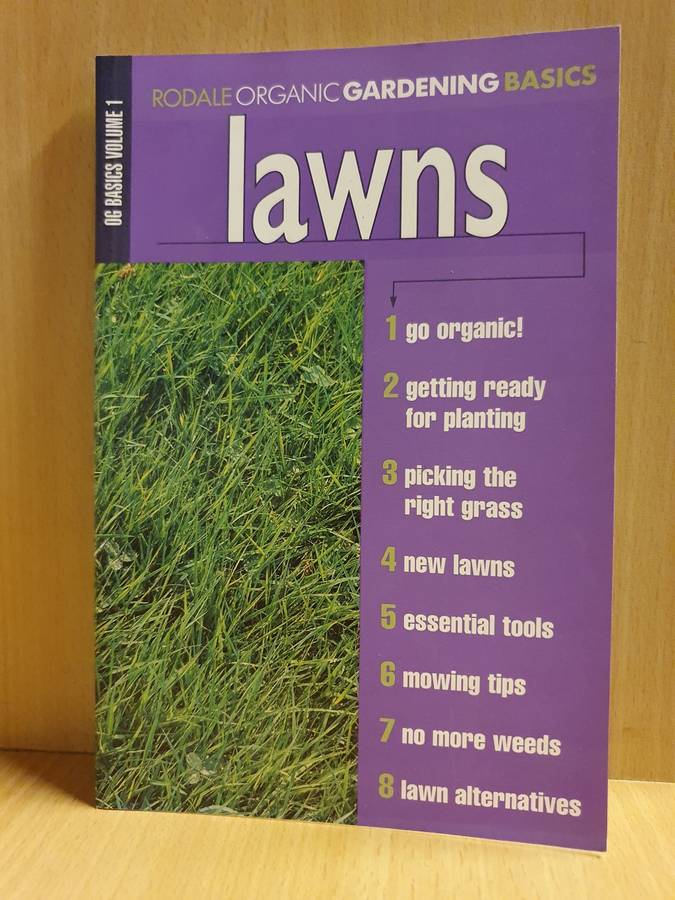 OG BASICS VOLUME 1
RODALE ORGANIC GARDENING BASICS
lawns
1 go organic!
2 getting ready
for planting
3 picking the
right grass
4 new lawns
5 essential tools
6 mowing tips
7 no more weeds
8 lawn alternatives